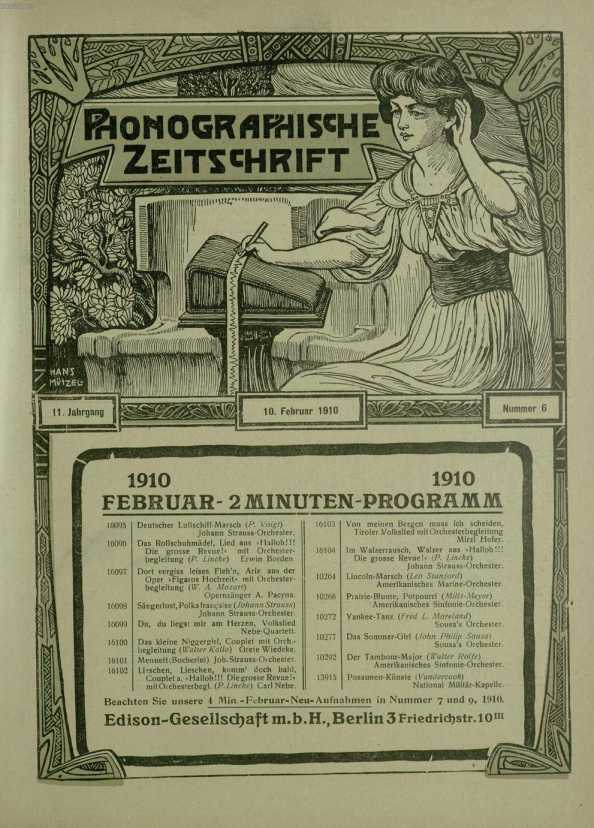 PHONOGRAPHISCHE
ZEITSCHRIFT
HANS
MÜTZEL
11. Jahrgang
10. Februar 1910
Nummer 6
1910 1910
FEBRUAR-2 MINUTEN-PROGRAMM
16095 Deutscher Luftschiff-Marsch (P. Voigt)
Johann Strauss-Orchester.
16096 Das Rollschuhmädel, Lied aus »Halloh!!!
Die grosse Revue!« mit Orchester-
begleitung (P. Lincke) Erwin Borden.
16097 Dort vergiss leises Fleh'n, Arie aus der
Oper »Figaros Hochzeit« mit Orchester-
begleitung (W. A. Mozart)
Opernsänger A. Pacyna.
16098 Sängerlust, Polka française (Johann Strauss)
Johann Strauss-Orchester.
16099 Du, du liegst mir am Herzen, Volkslied
Nebe-Quartett.
16100 Das kleine Niggergirl, Couplet mit Orch.-
begleitung (Walter Kollo) Grete Wiedeke.
16101 Menuett (Bocherini) Joh. Strauss-Orchester.
16102 Lieschen, Lieschen, komm' doch bald,
Couplet a. »Halloh!!! Die grosse Revue!«
mit Orchesterbegl. (P. Lincke) Carl Nebe.
16103 Von meinen Bergen muss ich scheiden,
Tiroler Volkslied mit Orchesterbegleitung
Mirzl Hofer.
16104 Im Walzerrausch, Walzer aus »Halloh!!!
Die grosse Revue!« (P. Lincke)
Johann Strauss-Orchester.
10264 Lincoln-Marsch (Leo Stanford)
Amerikanisches Marine-Orchester.
10266 Prairie-Blume, Potpourri (Mills-Meyer)
Amerikanisches Sinfonie-Orchester.
10272 Yankee-Tanz (Fred L. Moreland)
Sousa's Orchester.
10277 Das Sommer-Girl (John Philip Sousa)
Sousa's Orchester.
10292 Der Tambour-Major (Walter Rolfe)
Amerikanisches Sinfonie-Orchester.
13915 Posaunen-Künste (Vandercook)
National Militär-Kapelle.
Beachten Sie unsere 4 Min.-Februar-Neu-Aufnahmen in Nummer 7 und 9, 1910.
Edison-Gesellschaft m.b.H., Berlin 3 Friedrichstr. 10 III